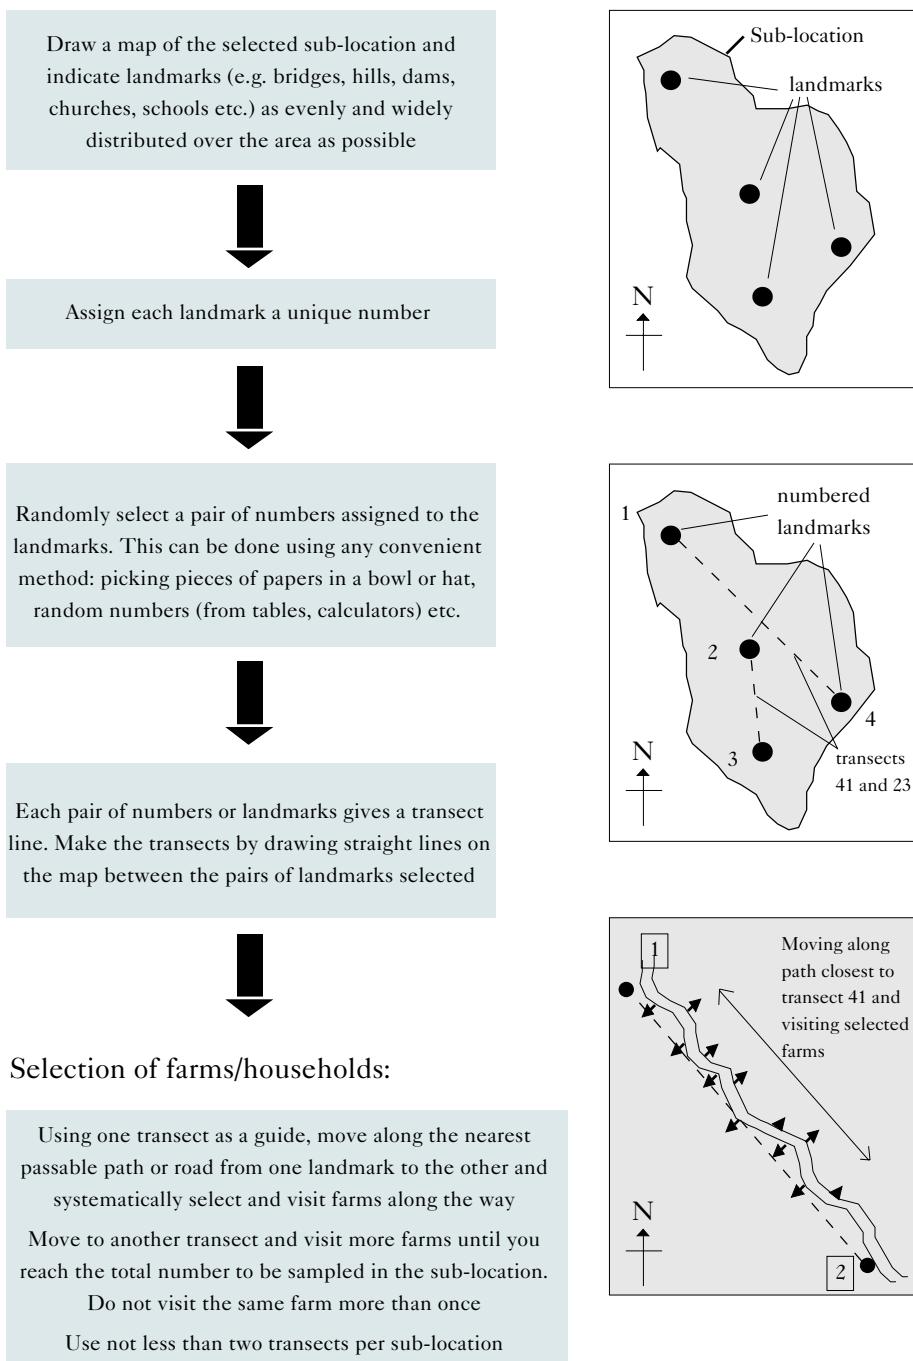 Draw a map of the selected sub-location and
indicate landmarks (e.g. bridges, hills, dams,
churches, schools etc.) as evenly and widely
distributed over the area as possible
Sub-location
landmarks
N
Assign each landmark a unique number
Randomly select a pair of numbers assigned to the
landmarks. This can be done using any convenient
method: picking pieces of papers in a bowl or hat,
random numbers (from tables, calculators) etc.
numbered
landmarks
1
2
3
4
transects
41 and 23
N
Each pair of numbers or landmarks gives a transect
line. Make the transects by drawing straight lines on
the map between the pairs of landmarks selected
Selection of farms/households:
Using one transect as a guide, move along the nearest
passable path or road from one landmark to the other and
systematically select and visit farms along the way
Move to another transect and visit more farms until you
reach the total number to be sampled in the sub-location.
Do not visit the same farm more than once
Use not less than two transects per sub-location
1
Moving along
path closest to
transect 41 and
visiting selected
farms
N
2